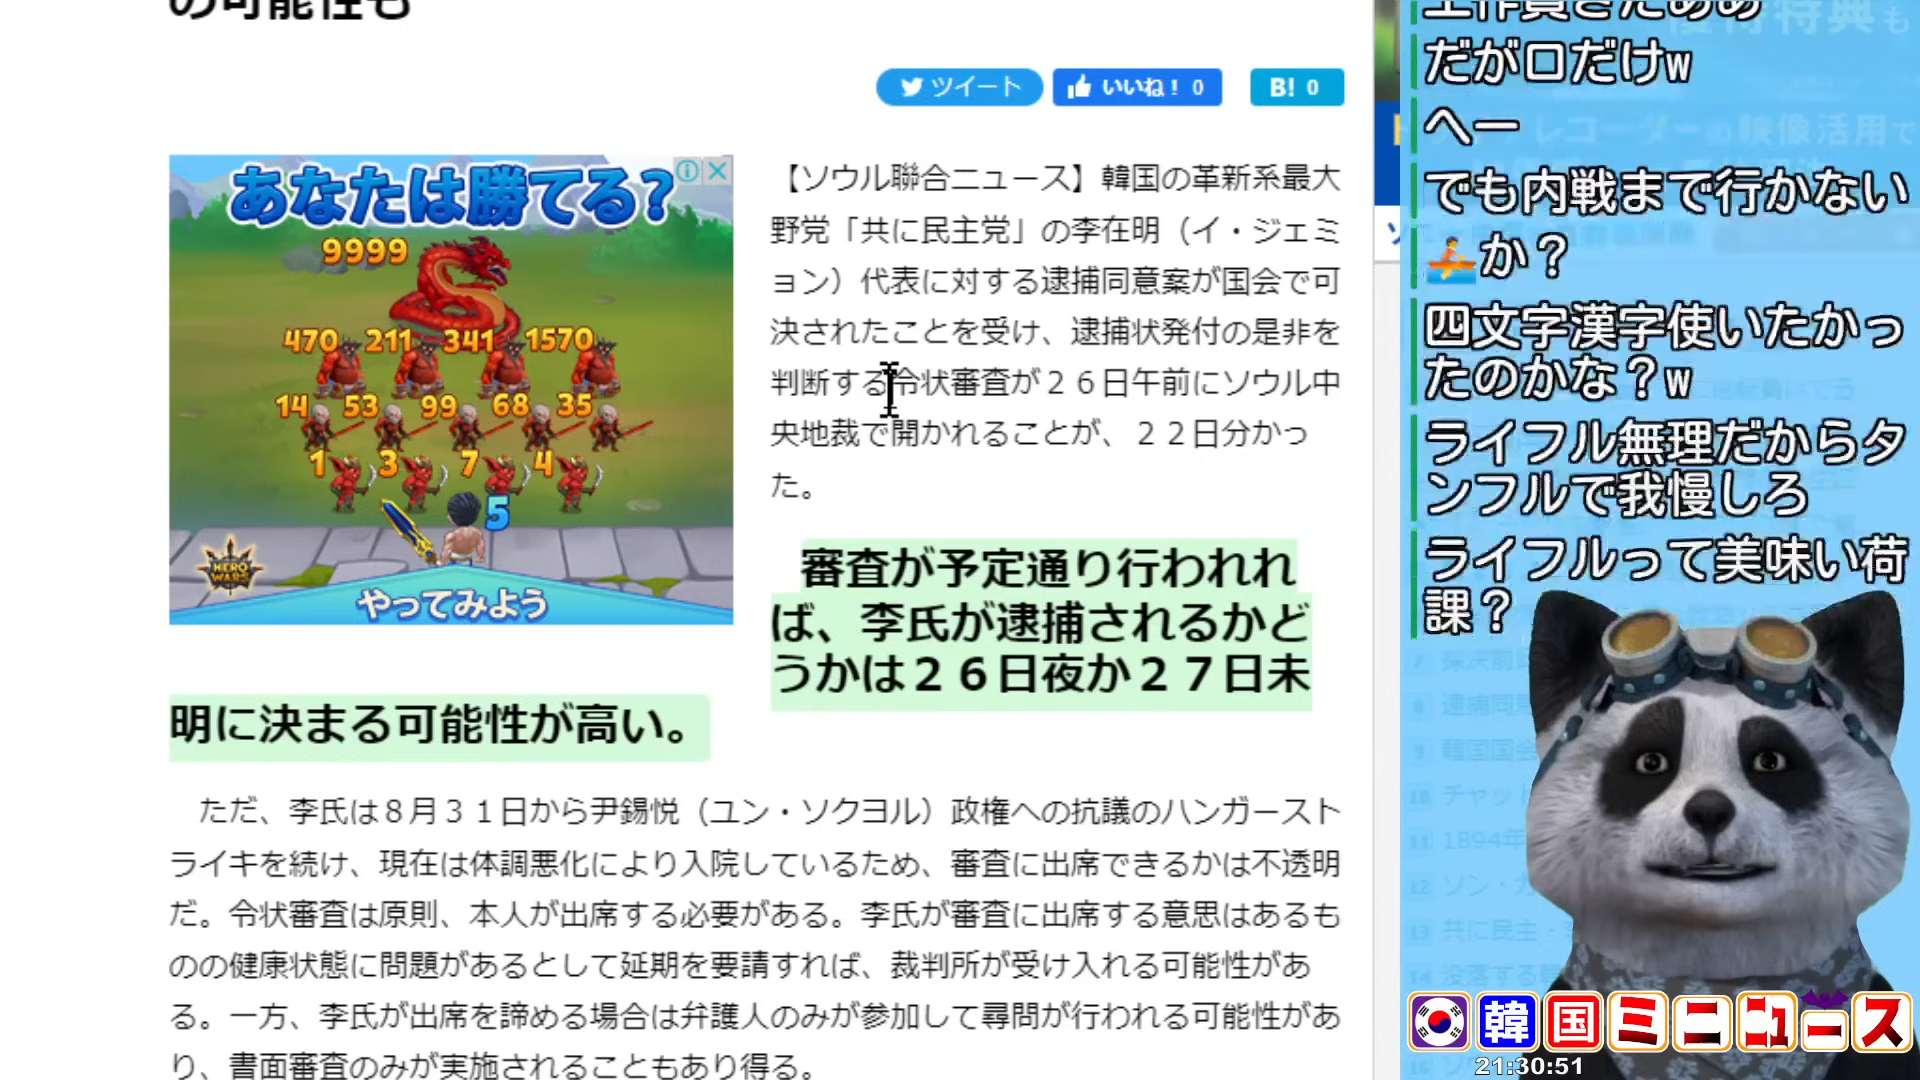 の可能性も
ツイート
いいね！ 0
B! 0
あなたは勝てる?
9999
470 211 341 1570
14 53 99 68 35
1 3 7 4
5
HERO WARS
やってみよう
【ソウル聯合ニュース】韓国の革新系最大
野党「共に民主党」の李在明（イ・ジェミ
ョン）代表に対する逮捕同意案が国会で可
決されたことを受け、逮捕状発付の是非を
判断する令状審査が２６日午前にソウル中
央地裁で開かれることが、２２日分かっ
た。
審査が予定通り行われれ
ば、李氏が逮捕されるかど
うかは２６日夜か２７日未
明に決まる可能性が高い。
ただ、李氏は８月３１日から尹錫悦（ユン・ソクヨル）政権への抗議のハンガースト
ライキを続け、現在は体調悪化により入院しているため、審査に出席できるかは不透明
だ。令状審査は原則、本人が出席する必要がある。李氏が審査に出席する意思はあるも
のの健康状態に問題があるとして延期を要請すれば、裁判所が受け入れる可能性があ
る。一方、李氏が出席を諦める場合は弁護人のみが参加して尋問が行われる可能性があ
り、書面審査のみが実施されることもあり得る。
工作員きたああ
だが口だけw
へー
でも内戦まで行かない
か？
四文字漢字使いたかっ
たのかな？w
ライフル無理だからタ
ンフルで我慢しろ
ライフルって美味い荷
課？
韓国ミニニュース
21:30:51